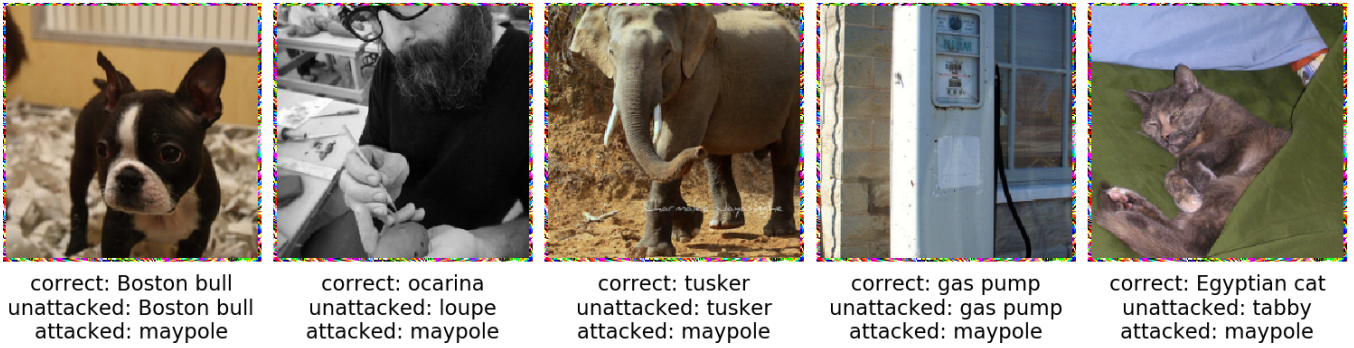 correct: Boston bull
unattacked: Boston bull
attacked: maypole
correct: ocarina
unattacked: loupe
attacked: maypole
correct: tusker
unattacked: tusker
attacked: maypole
correct: gas pump
unattacked: gas pump
attacked: maypole
correct: Egyptian cat
unattacked: tabby
attacked: maypole